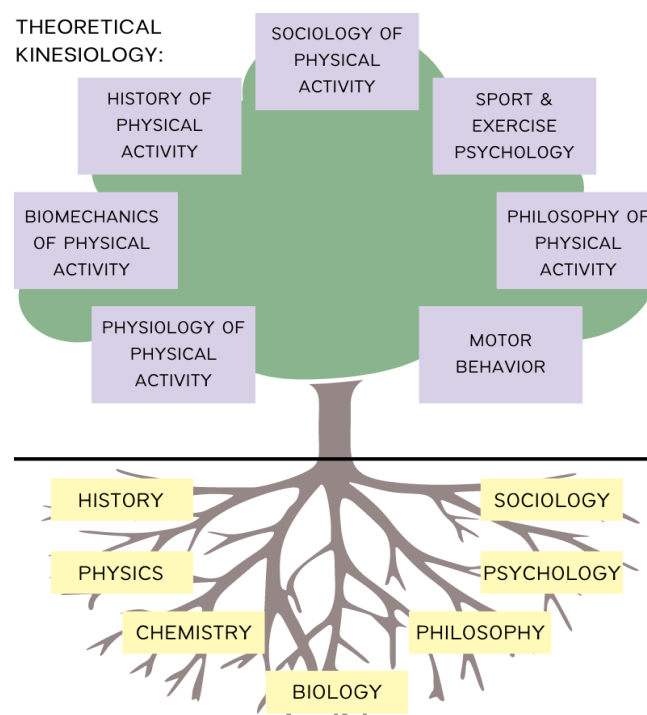 THEORETICAL
KINESIOLOGY:
SOCIOLOGY OF
PHYSICAL
ACTIVITY
HISTORY OF
PHYSICAL
ACTIVITY
SPORT &
EXERCISE
PSYCHOLOGY
BIOMECHANICS
OF PHYSICAL
ACTIVITY
PHILOSOPHY OF
PHYSICAL
ACTIVITY
PHYSIOLOGY OF
PHYSICAL
ACTIVITY
MOTOR
BEHAVIOR
HISTORY
SOCIOLOGY
PHYSICS
PSYCHOLOGY
CHEMISTRY
PHILOSOPHY
BIOLOGY